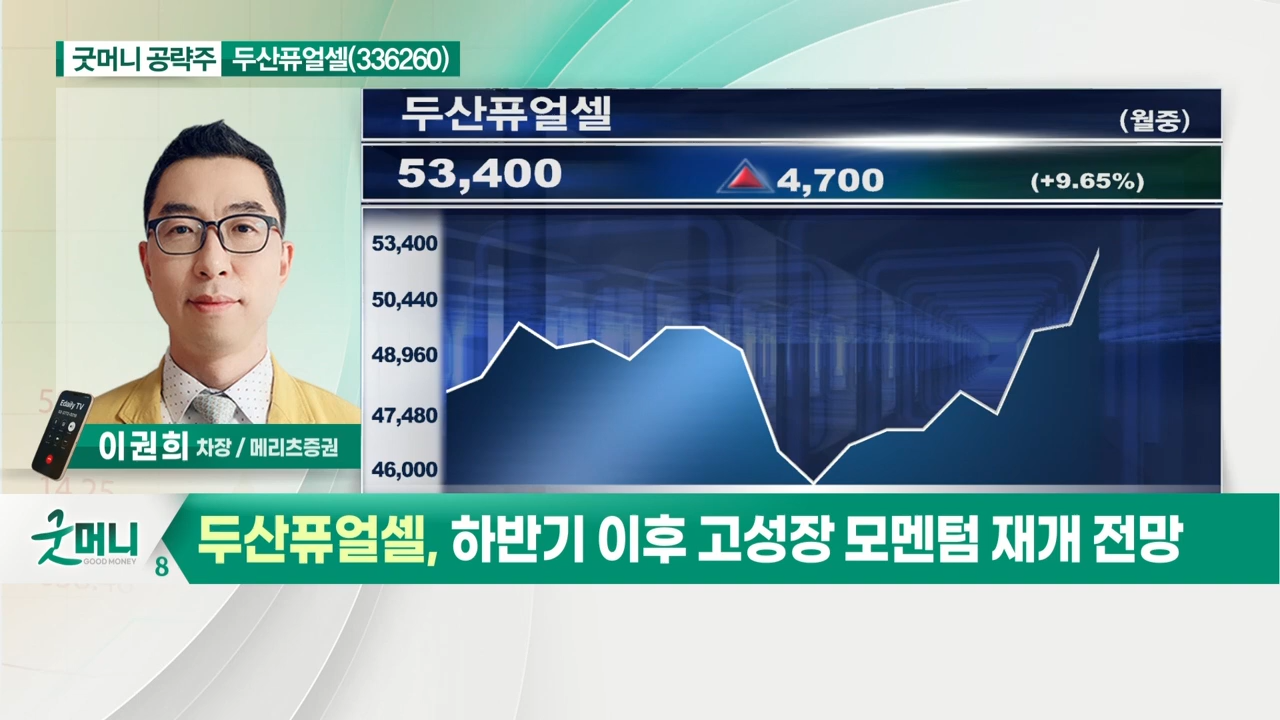 굿머니 공략주 두산퓨얼셀(336260)
두산퓨얼셀 (월중)
53,400 4,700 (+9.65%)
53,400
50,440
48,960
47,480
46,000
Edaily TV
이권희 차장 / 메리츠증권
굿머니
GOOD MONEY
8
두산퓨얼셀, 하반기 이후 고성장 모멘텀 재개 전망